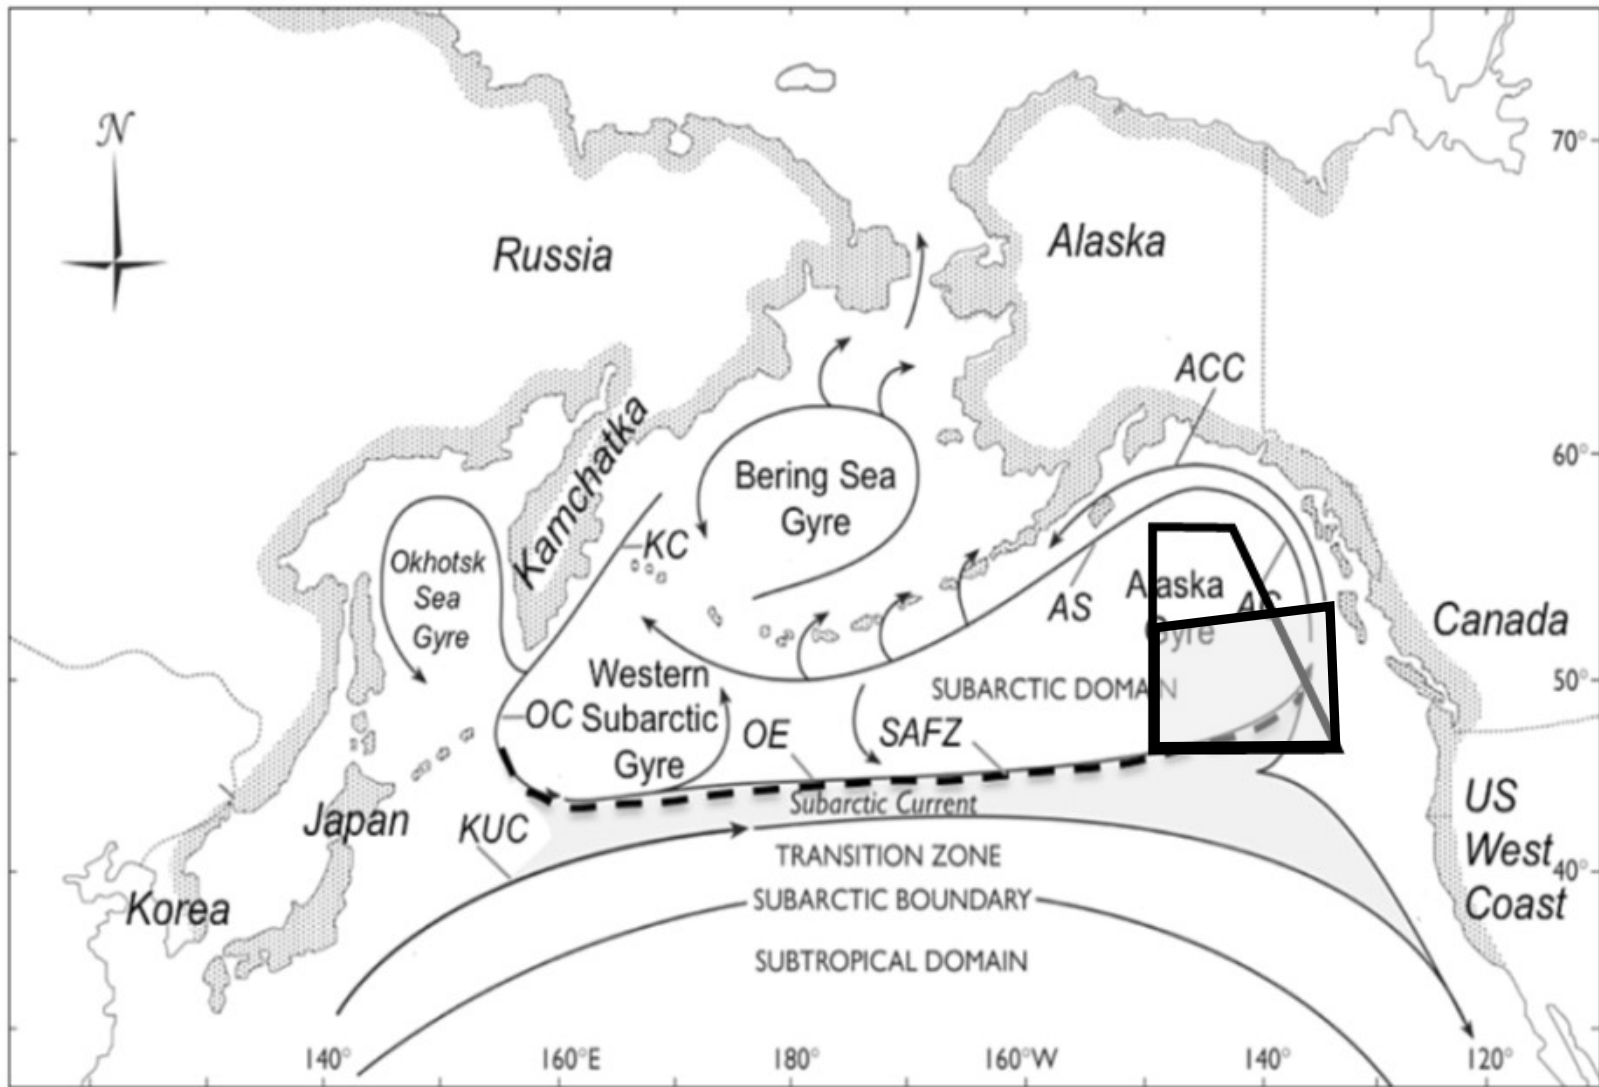 N
70°
Russia
Alaska
ACC
60°
Kamchatka
Bering Sea
Gyre
KC
Okhotsk
Sea
Gyre
Alaska
Gyre
AS
Canada
Western
Subarctic
Gyre
SUBARCTIC DOMAIN
50°
OC
OE
SAFZ
Japan
KUC
Subarctic Current
US
West
Coast
TRANSITION ZONE
40°
Korea
SUBARCTIC BOUNDARY
SUBTROPICAL DOMAIN
140°
160°E
180°
160°W
140°
120°